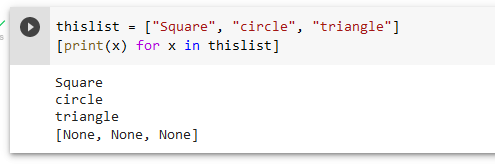 thislist = ["Square", "circle", "triangle"]
[print(x) for x in thislist]
Square
circle
triangle
[None, None, None]